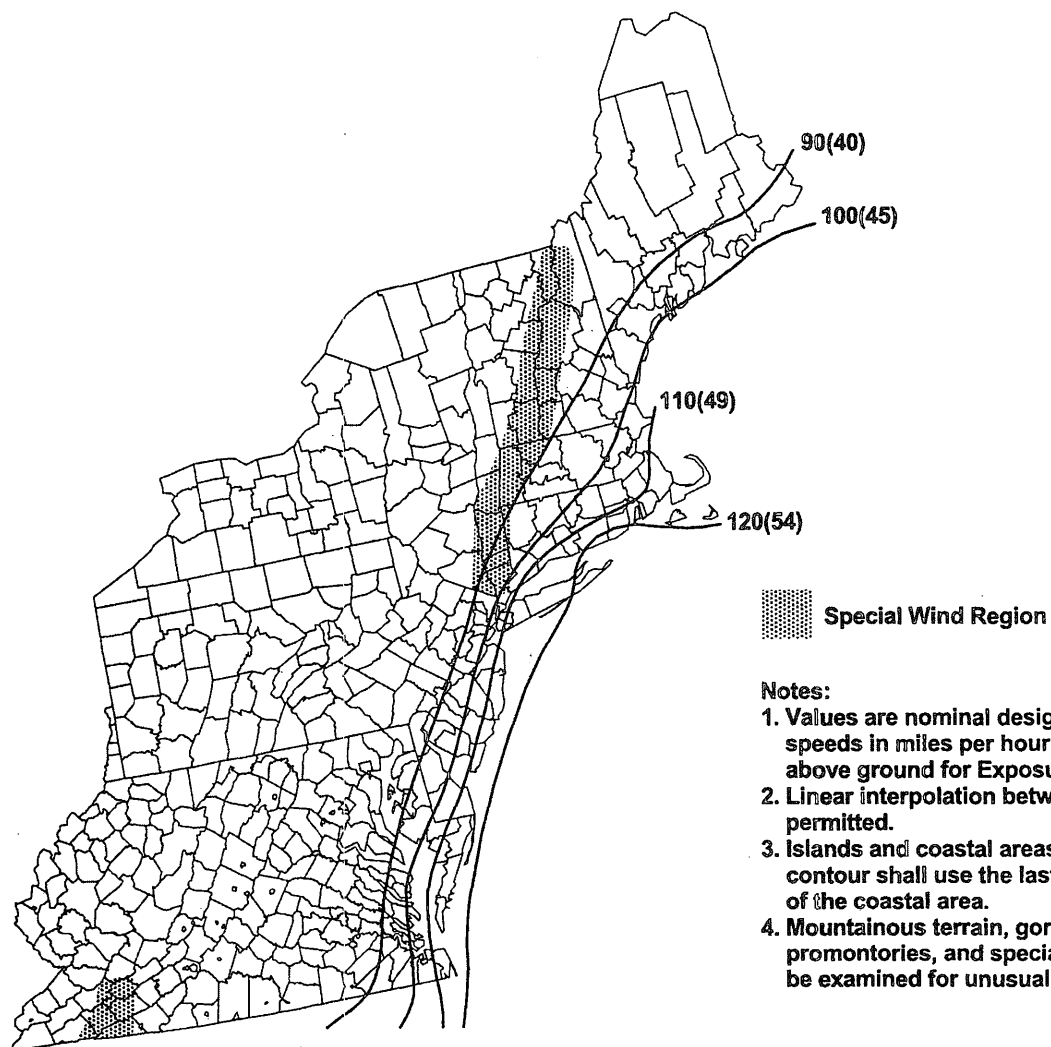 90(40)
100(45)
110(49)
120(54)
Special Wind Region
Notes:
1. Values are nominal desig
speeds in miles per hour
above ground for Exposu
2. Linear interpolation betw
permitted.
3. Islands and coastal areas
contour shall use the last
of the coastal area.
4. Mountainous terrain, gor
promontories, and specia
be examined for unusual